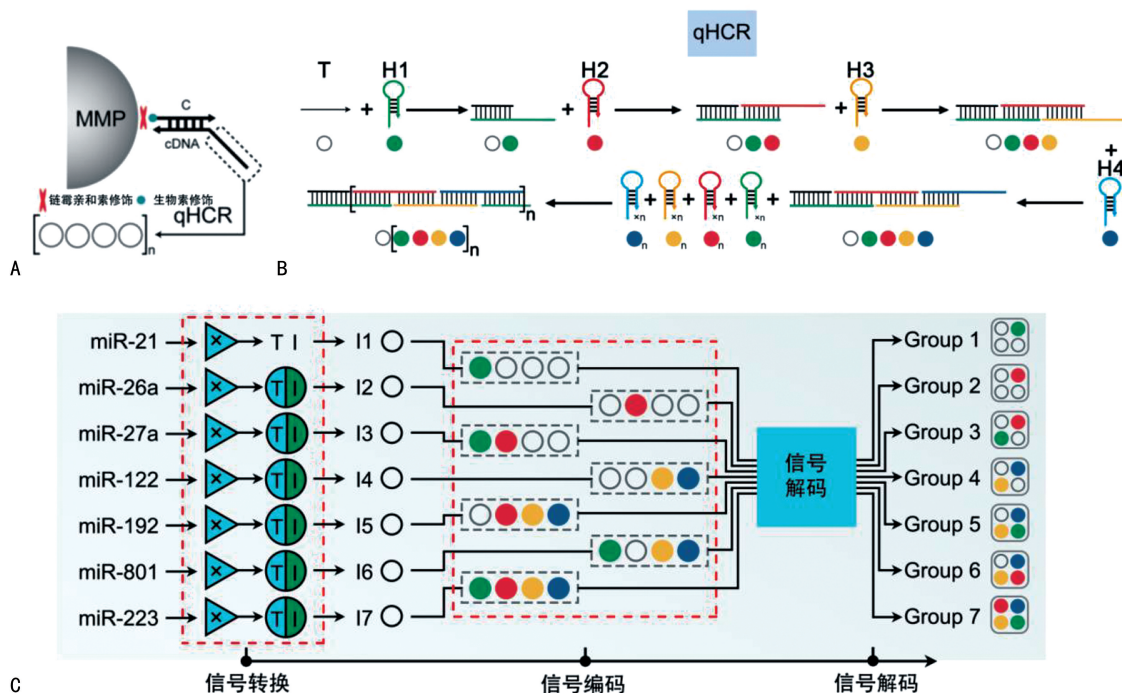 A
MMP
C
cDNA
链霉亲和素修饰 生物素修饰
qHCR
[ ]n
B
qHCR
T + H1 + H2 + H3
+
H4
[ ]n ×n + ×n + ×n + ×n +
[ ]n n n n n
miR-21 × T I I1 Group 1
miR-26a × T I I2 Group 2
miR-27a × T I I3 Group 3
miR-122 × T I I4 信号 Group 4
解码
miR-192 × T I I5 Group 5
miR-801 × T I I6 Group 6
miR-223 × T I I7 Group 7
C
信号转换 信号编码 信号解码